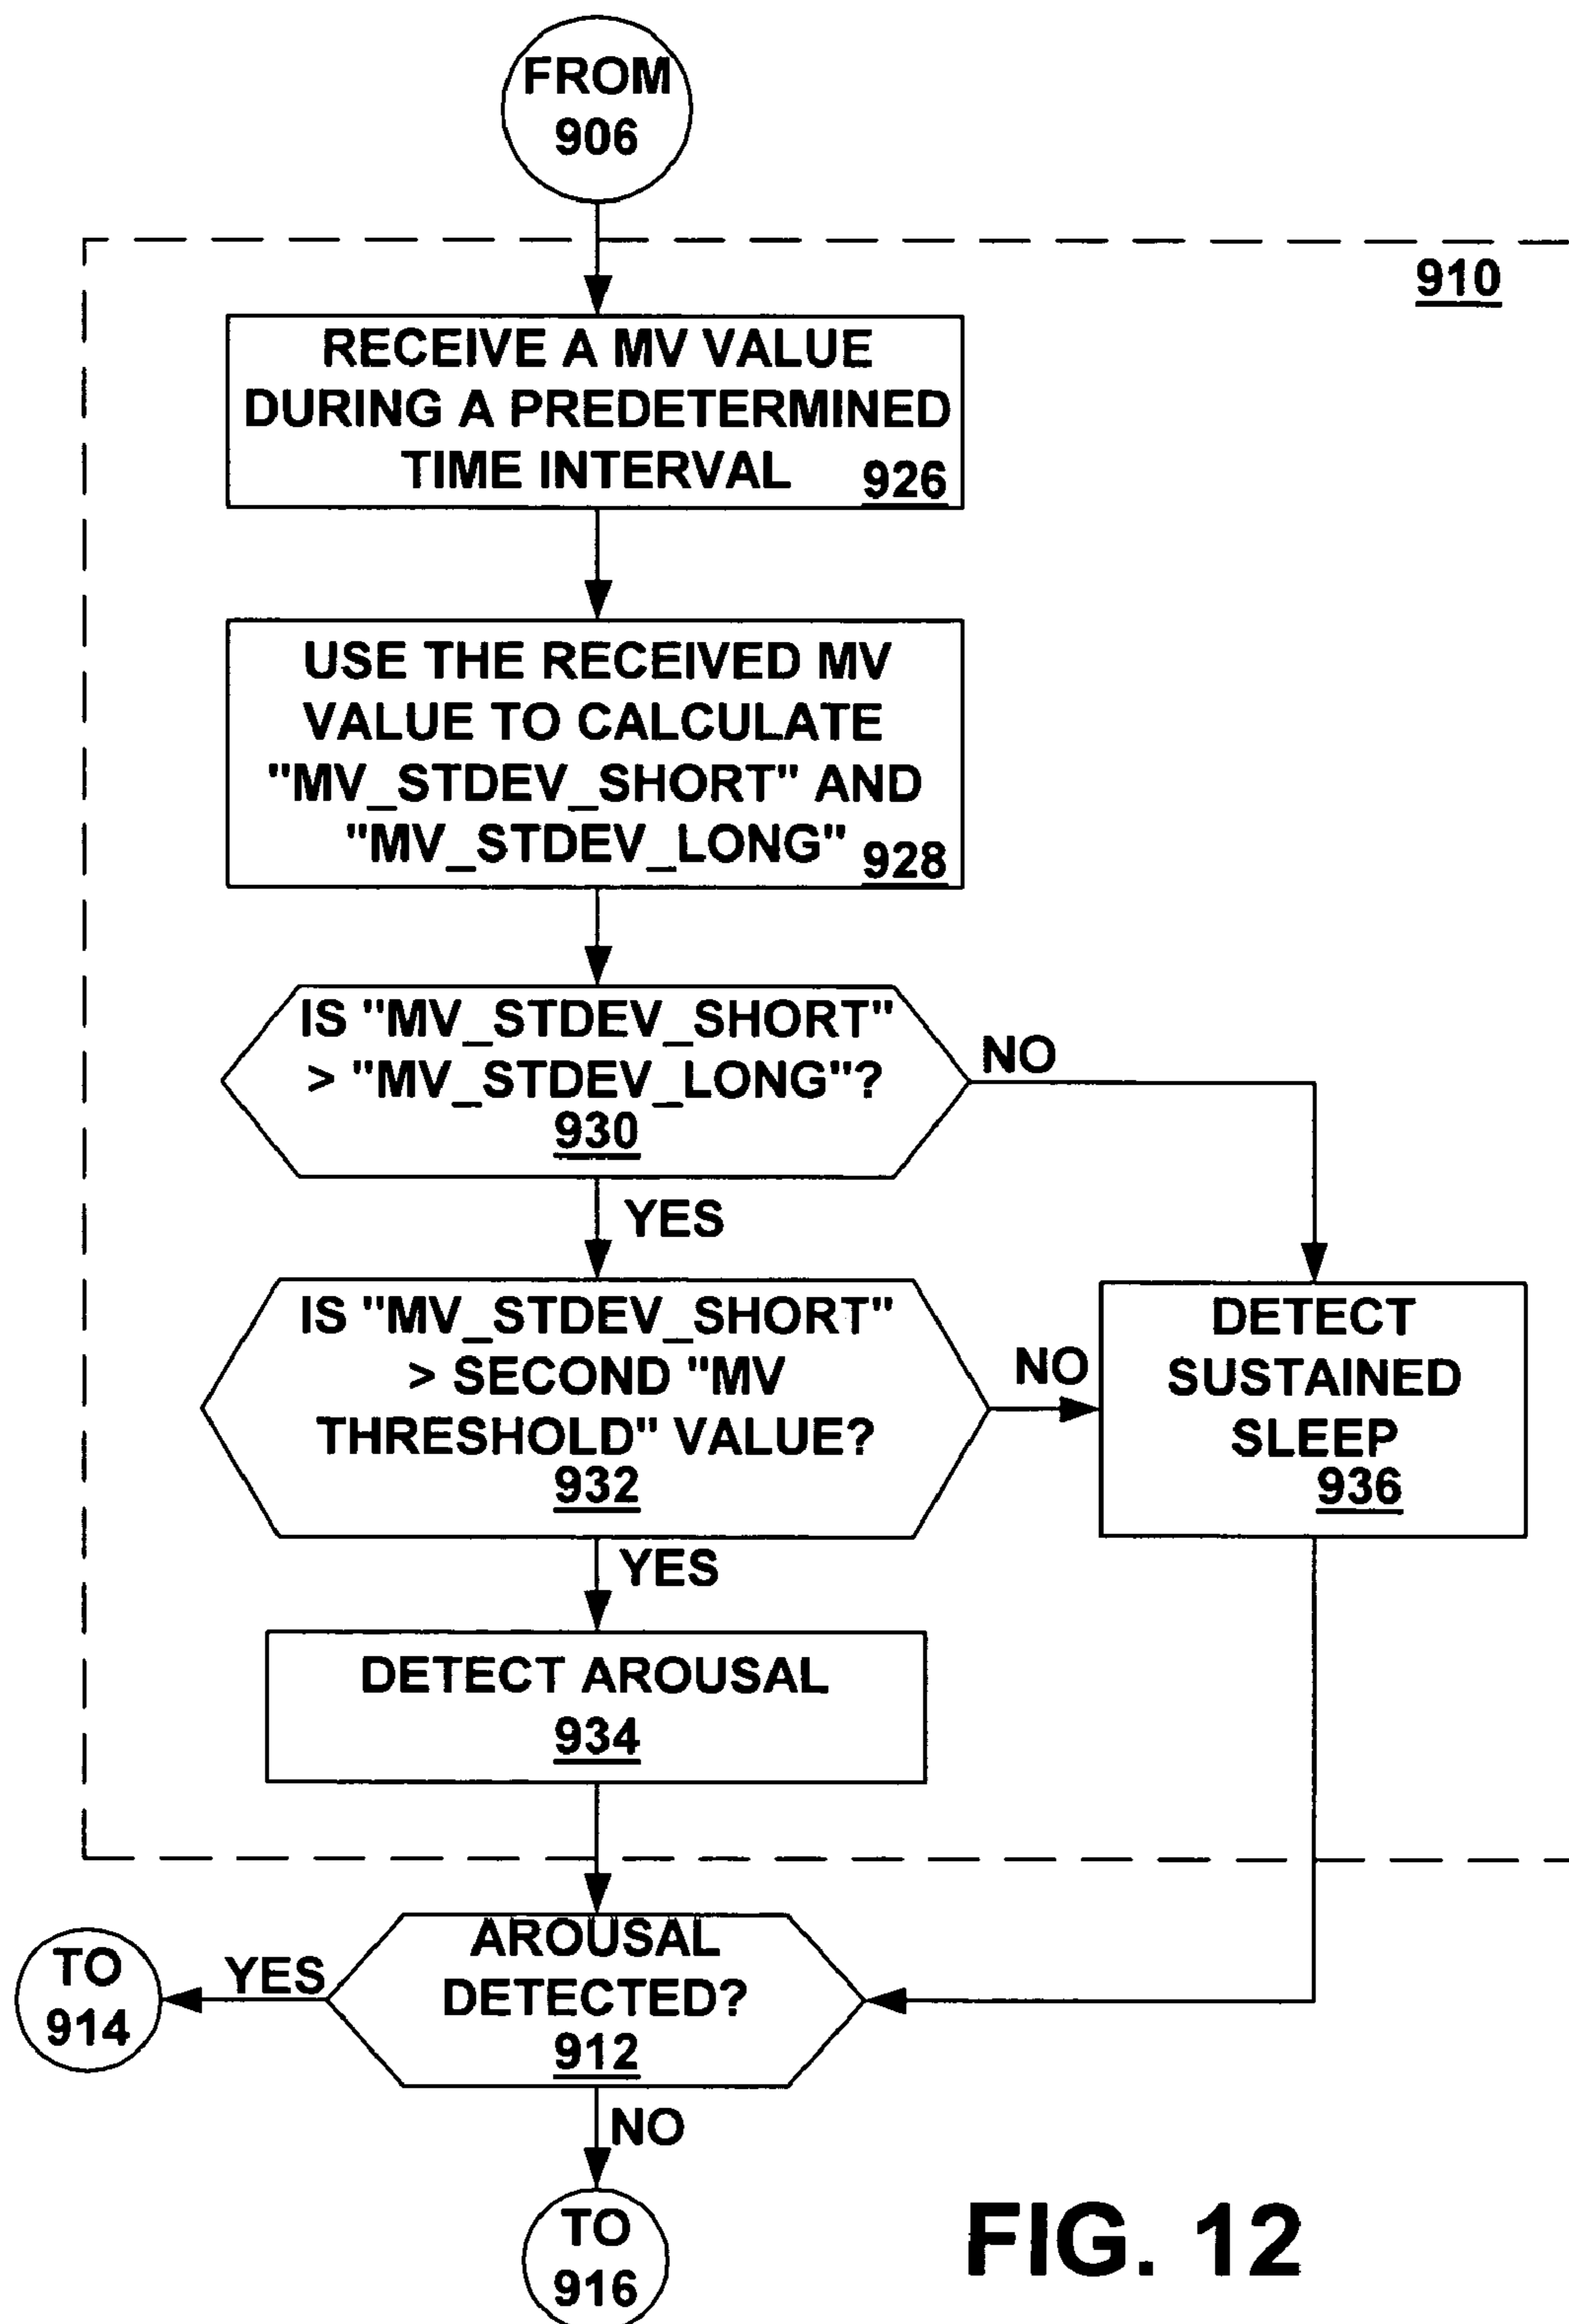 FROM
906
910
RECEIVE A MV VALUE
DURING A PREDETERMINED
TIME INTERVAL 926
USE THE RECEIVED MV
VALUE TO CALCULATE
"MV_STDEV_SHORT" AND
"MV_STDEV_LONG" 928
IS "MV_STDEV_SHORT"
> "MV_STDEV_LONG"?
930
NO
YES
IS "MV_STDEV_SHORT"
> SECOND "MV
THRESHOLD" VALUE?
932
NO
DETECT
SUSTAINED
SLEEP
936
YES
DETECT AROUSAL
934
AROUSAL
DETECTED?
912
YES
TO
914
NO
TO
916
FIG. 12